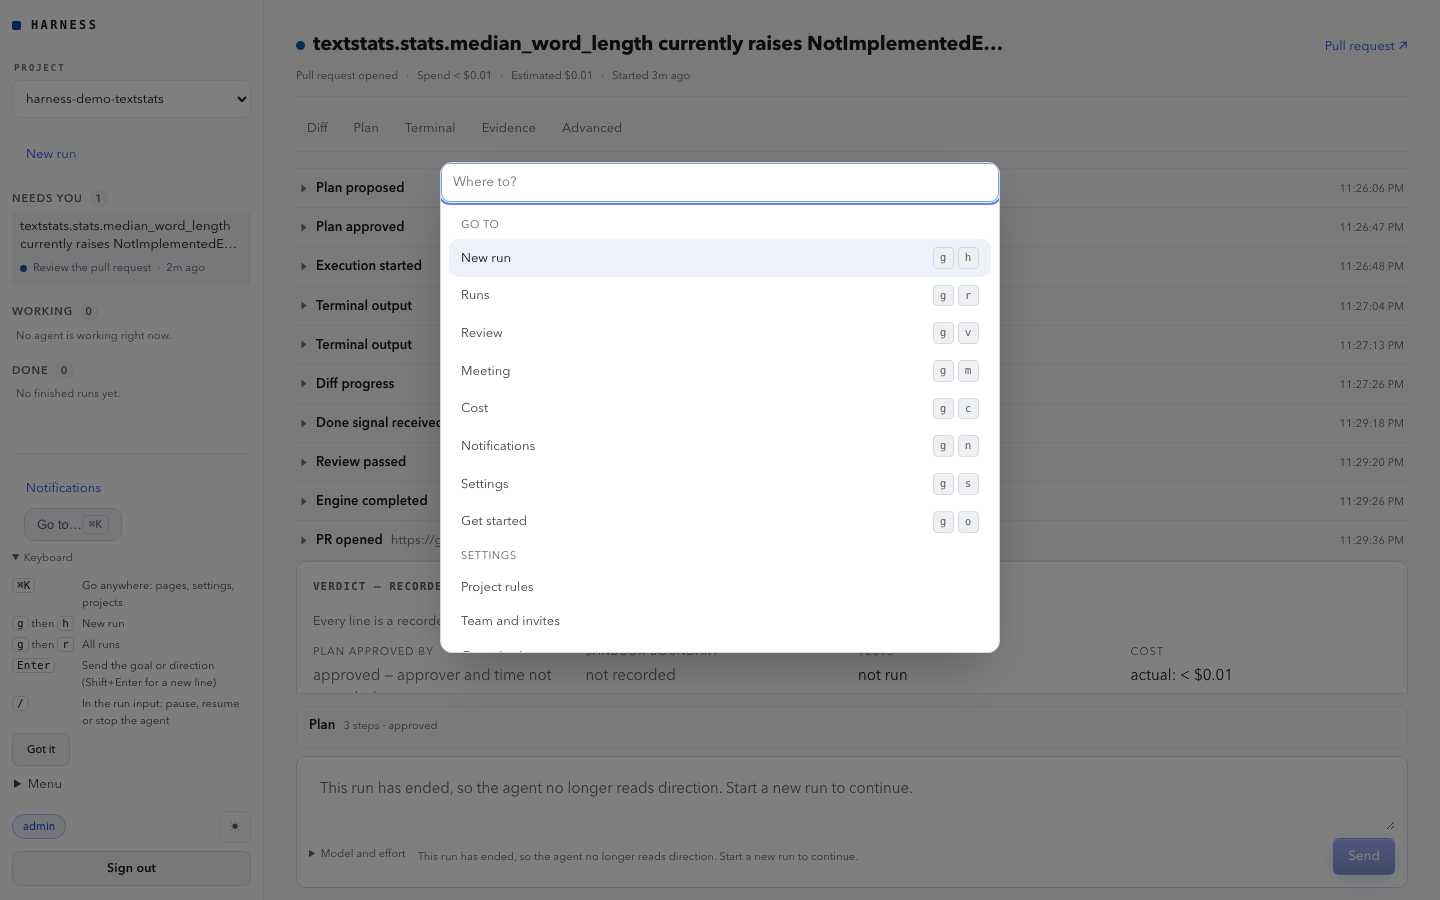 HARNESS
PROJECT
harness-demo-textstats
New run
NEEDS YOU 1
textstats.stats.median_word_length
currently raises NotImplementedE…
Review the pull request · 2m ago
WORKING 0
No agent is working right now.
DONE 0
No finished runs yet.
Notifications
Go to… ⌘K
Keyboard
⌘K Go anywhere: pages, settings,
projects
g then h New run
g then r All runs
Enter Send the goal or direction
(Shift+Enter for a new line)
/ In the run input: pause, resume
or stop the agent
Got it
Menu
admin
Sign out
textstats.stats.median_word_length currently raises NotImplementedE…
Pull request ↗
Pull request opened · Spend < $0.01 · Estimated $0.01 · Started 3m ago
Diff Plan Terminal Evidence Advanced
Plan proposed 11:26:06 PM
Plan approved 11:26:47 PM
Execution started 11:26:48 PM
Terminal output 11:27:04 PM
Terminal output 11:27:13 PM
Diff progress 11:27:26 PM
Done signal received 11:29:18 PM
Review passed 11:29:20 PM
Engine completed 11:29:26 PM
PR opened https://g 11:29:36 PM
VERDICT — RECORDE
Every line is a recorde
PLAN APPROVED BY
approved — approver and time not
not recorded
not run
COST
actual: < $0.01
Plan 3 steps · approved
This run has ended, so the agent no longer reads direction. Start a new run to continue.
Model and effort This run has ended, so the agent no longer reads direction. Start a new run to continue.
Send
Where to?
GO TO
New run g h
Runs g r
Review g v
Meeting g m
Cost g c
Notifications g n
Settings g s
Get started g o
SETTINGS
Project rules
Team and invites